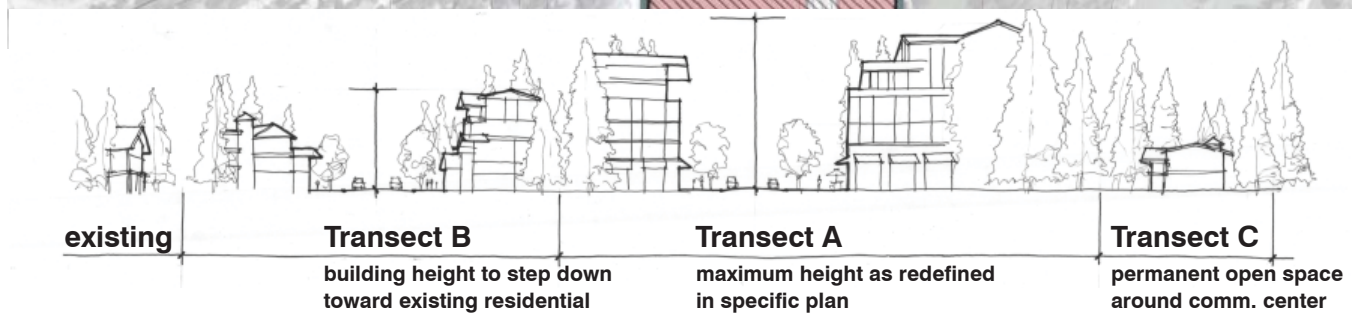 existing
Transect B
building height to step down
toward existing residential
Transect A
maximum height as redefined
in specific plan
Transect C
permanent open space
around comm. center